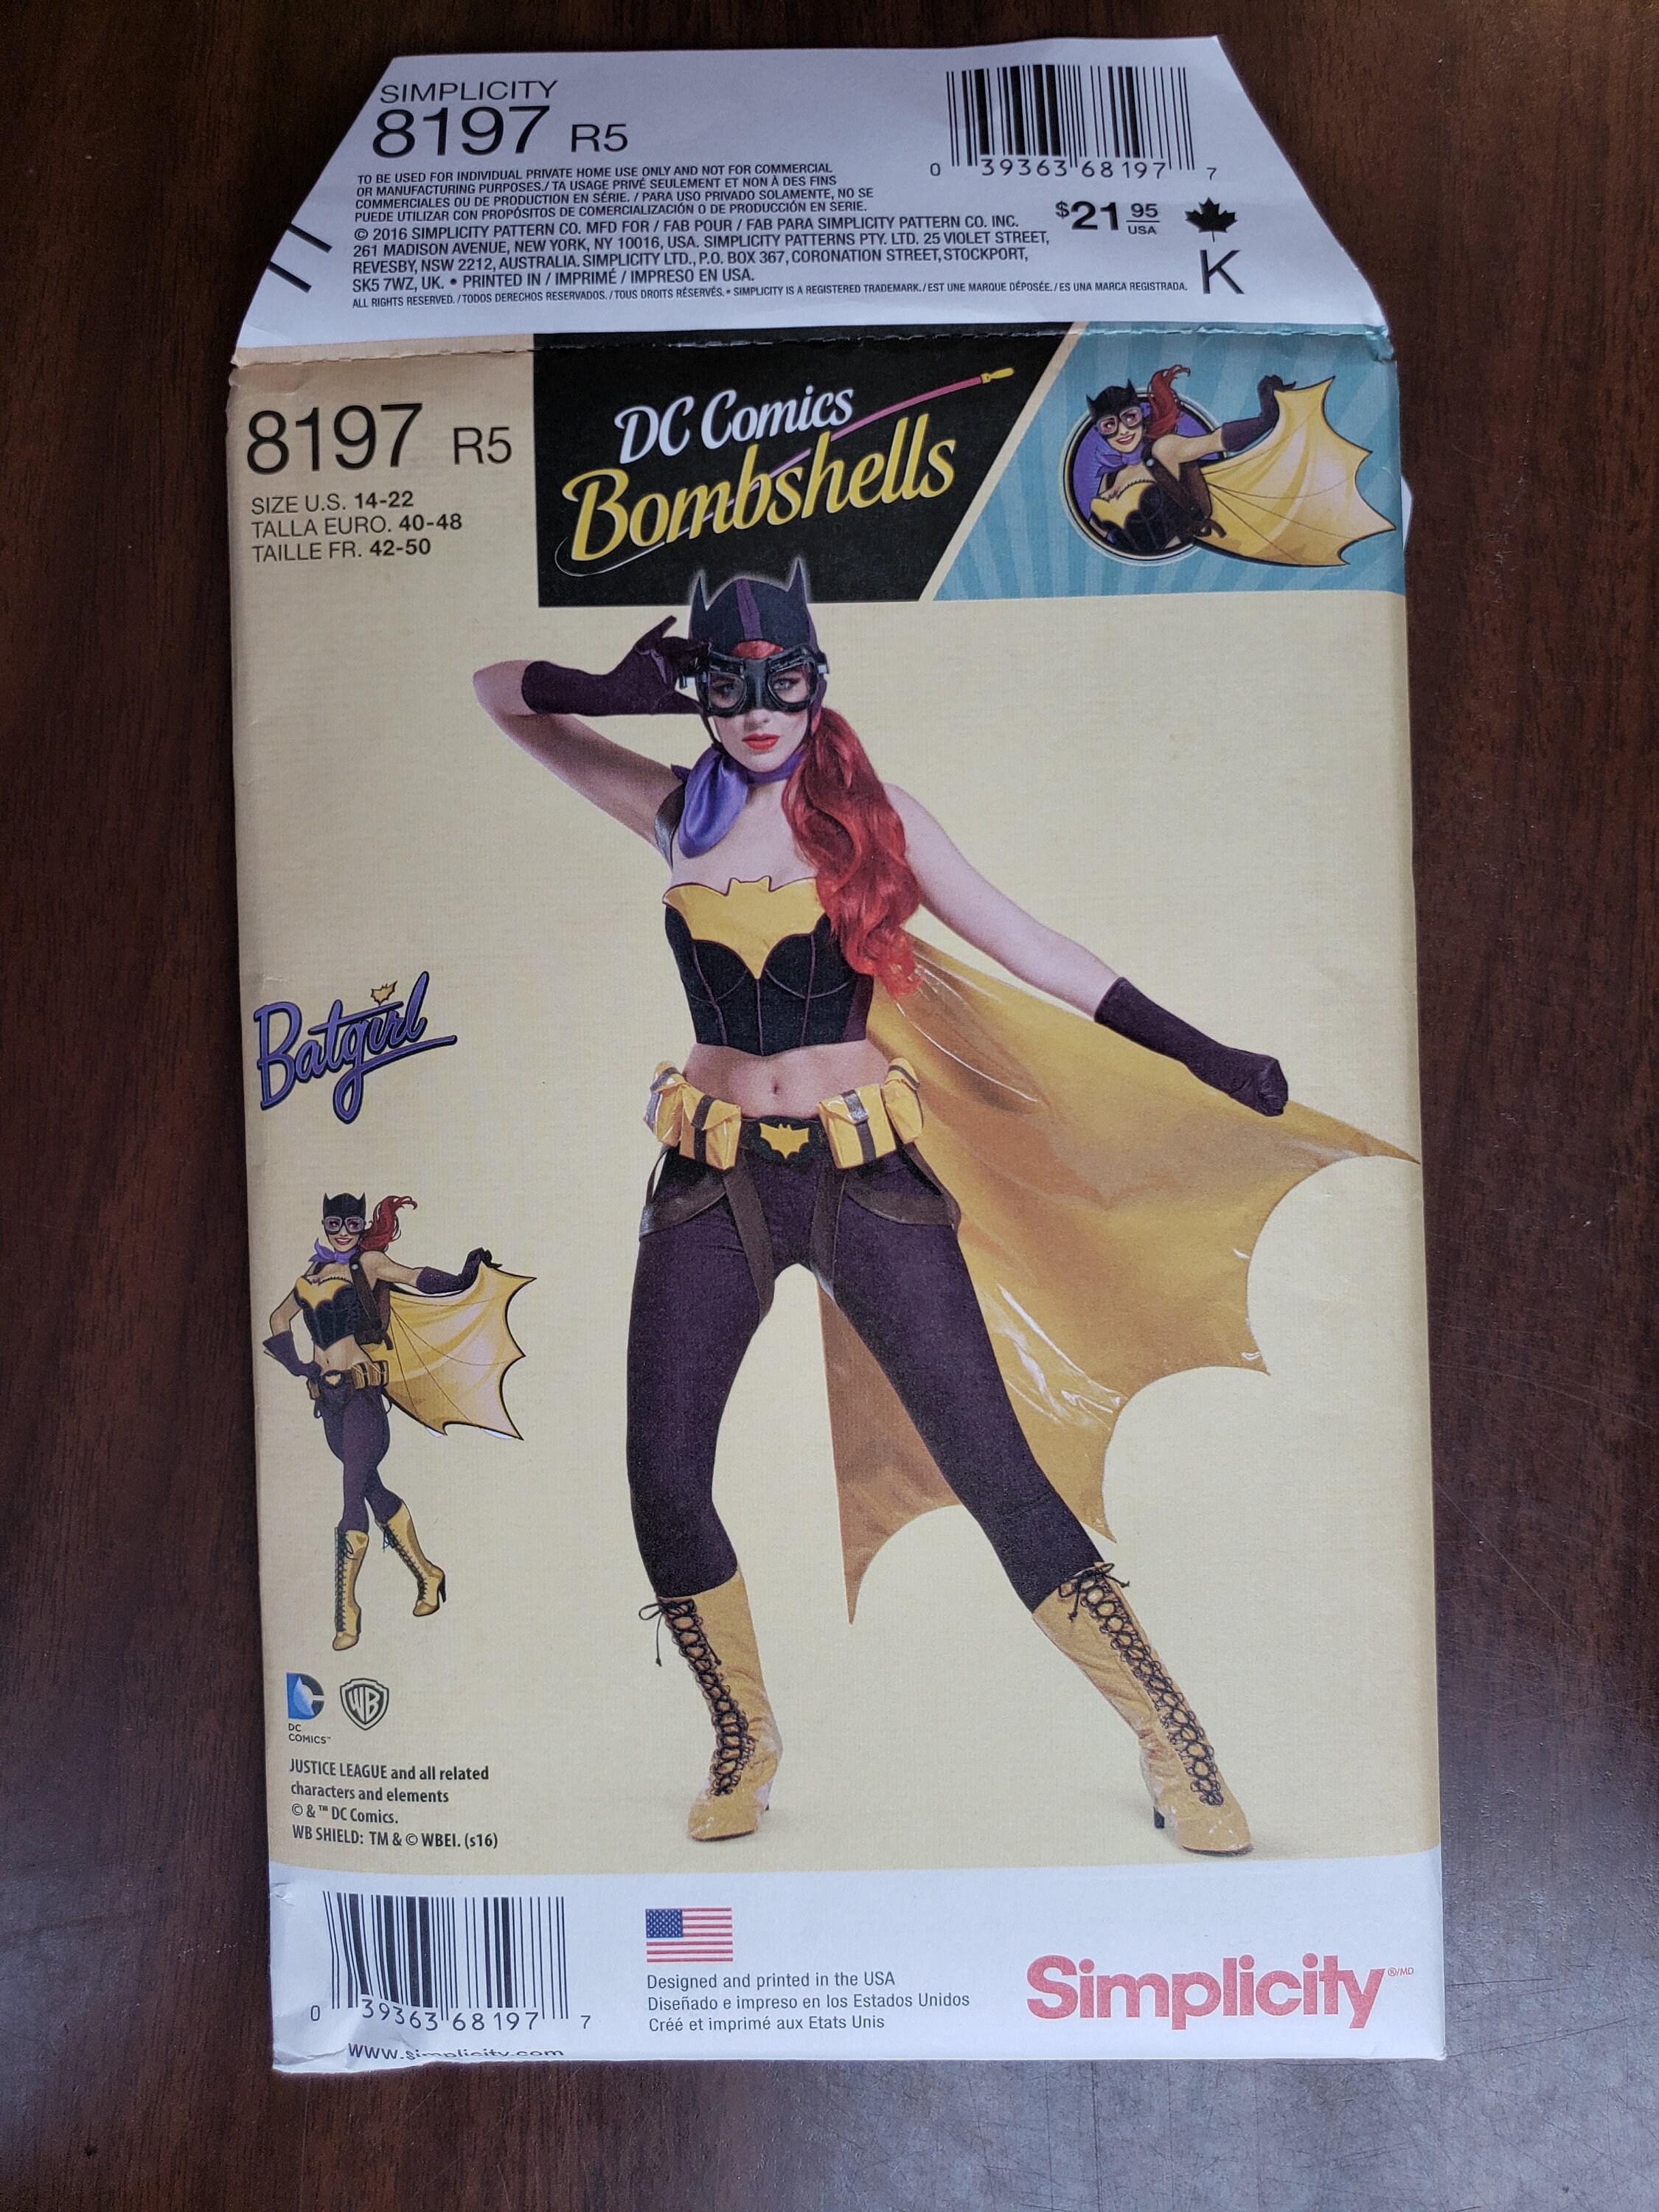 SIMPLICITY
8197 R5
TO BE USED FOR INDIVIDUAL PRIVATE HOME USE ONLY AND NOT FOR COMMERCIAL
OR MANUFACTURING PURPOSES./ TA USAGE PRIVÉ SEULEMENT ET NON À DES FINS
COMMERCIALES OU DE PRODUCTION EN SÉRIE. / PARA USO PRIVADO SOLAMENTE, NO SE
PUEDE UTILIZAR CON PROPÓSITOS DE COMERCIALIZACIÓN O DE PRODUCCIÓN EN SERIE.
© 2016 SIMPLICITY PATTERN CO. MFD FOR / FAB POUR / FAB PARA SIMPLICITY PATTERN CO. INC.
261 MADISON AVENUE, NEW YORK, NY 10016, USA. SIMPLICITY PATTERNS PTY. LTD. 25 VIOLET STREET,
REVESBY, NSW 2212, AUSTRALIA. SIMPLICITY LTD., P.O. BOX 367, CORONATION STREET, STOCKPORT,
SK5 7WZ, UK. • PRINTED IN / IMPRIMÉ / IMPRESO EN USA.
ALL RIGHTS RESERVED. / TODOS DERECHOS RESERVADOS. / TOUS DROITS RÉSERVÉS. • SIMPLICITY IS A REGISTERED TRADEMARK. / EST UNE MARQUE DÉPOSÉE. / ES UNA MARCA REGISTRADA.
0 39363 68197 7
$21 95 USA
K
8197 R5
SIZE U.S. 14-22
TALLA EURO. 40-48
TAILLE FR. 42-50
DC Comics
Bombshells
Batgirl
DC
COMICS™
WB
JUSTICE LEAGUE and all related
characters and elements
© & ™ DC Comics.
WB SHIELD: TM & © WBEI. (s16)
0 39363 68197 7
www.simplicity.com
Designed and printed in the USA
Diseñado e impreso en los Estados Unidos
Créé et imprimé aux Etats Unis
Simplicity®/MD